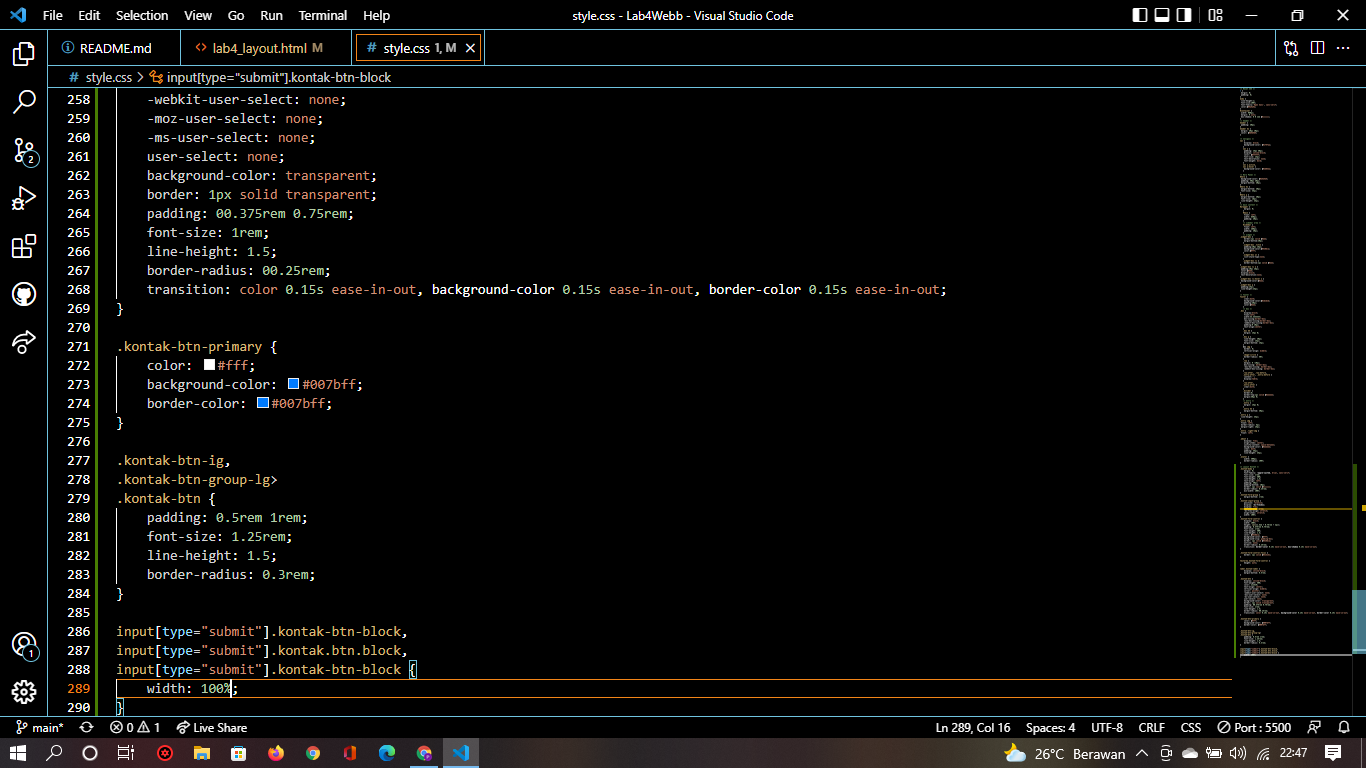 File Edit Selection View Go Run Terminal Help
style.css - Lab4Webb - Visual Studio Code
README.md
lab4_layout.html M
# style.css 1, M
# style.css > input[type="submit"].kontak-btn-block
258 -webkit-user-select: none;
259 -moz-user-select: none;
260 -ms-user-select: none;
261 user-select: none;
262 background-color: transparent;
263 border: 1px solid transparent;
264 padding: 00.375rem 0.75rem;
265 font-size: 1rem;
266 line-height: 1.5;
267 border-radius: 00.25rem;
268 transition: color 0.15s ease-in-out, background-color 0.15s ease-in-out, border-color 0.15s ease-in-out;
269 }
270
271 .kontak-btn-primary {
272 color: #fff;
273 background-color: #007bff;
274 border-color: #007bff;
275 }
276
277 .kontak-btn-ig,
278 .kontak-btn-group-lg>
279 .kontak-btn {
280 padding: 0.5rem 1rem;
281 font-size: 1.25rem;
282 line-height: 1.5;
283 border-radius: 0.3rem;
284 }
285
286 input[type="submit"].kontak-btn-block,
287 input[type="submit"].kontak.btn.block,
288 input[type="submit"].kontak-btn-block {
289 width: 100%;
290 }
2
1
main* 0 1 Live Share
Ln 289, Col 16 Spaces: 4 UTF-8 CRLF CSS Port : 5500
26°C Berawan 22:47